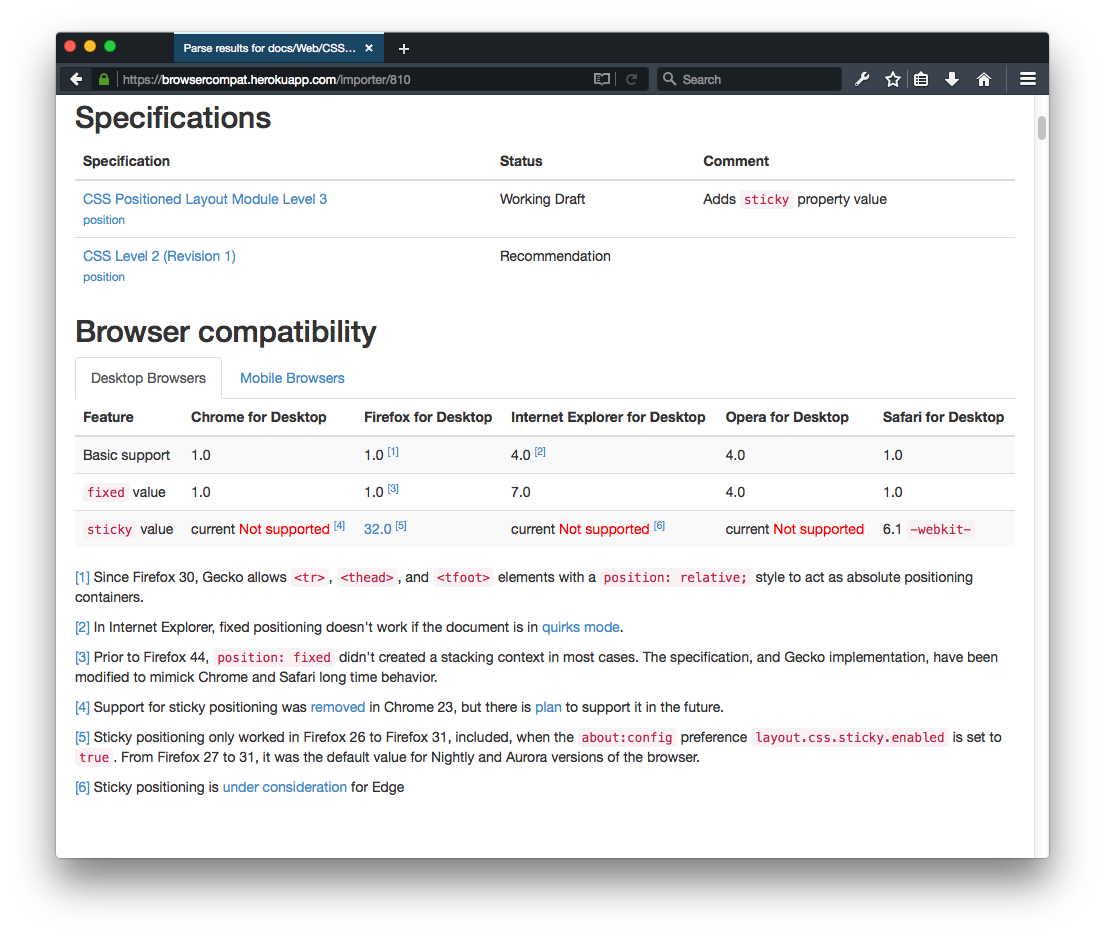 Parse results for docs/Web/CSS... ×
https://browsercompat.herokuapp.com/importer/810
Search
Specifications
Specification Status Comment
CSS Positioned Layout Module Level 3 Working Draft Adds sticky property value
position
CSS Level 2 (Revision 1) Recommendation
position
Browser compatibility
Desktop Browsers Mobile Browsers
Feature Chrome for Desktop Firefox for Desktop Internet Explorer for Desktop Opera for Desktop Safari for Desktop
Basic support 1.0 1.0 [1] 4.0 [2] 4.0 1.0
fixed value 1.0 1.0 [3] 7.0 4.0 1.0
sticky value current Not supported [4] 32.0 [5] current Not supported [6] current Not supported 6.1 -webkit-
[1] Since Firefox 30, Gecko allows <tr>, <thead>, and <tfoot> elements with a position: relative; style to act as absolute positioning
containers.
[2] In Internet Explorer, fixed positioning doesn't work if the document is in quirks mode.
[3] Prior to Firefox 44, position: fixed didn't created a stacking context in most cases. The specification, and Gecko implementation, have been
modified to mimick Chrome and Safari long time behavior.
[4] Support for sticky positioning was removed in Chrome 23, but there is plan to support it in the future.
[5] Sticky positioning only worked in Firefox 26 to Firefox 31, included, when the about:config preference layout.css.sticky.enabled is set to
true. From Firefox 27 to 31, it was the default value for Nightly and Aurora versions of the browser.
[6] Sticky positioning is under consideration for Edge